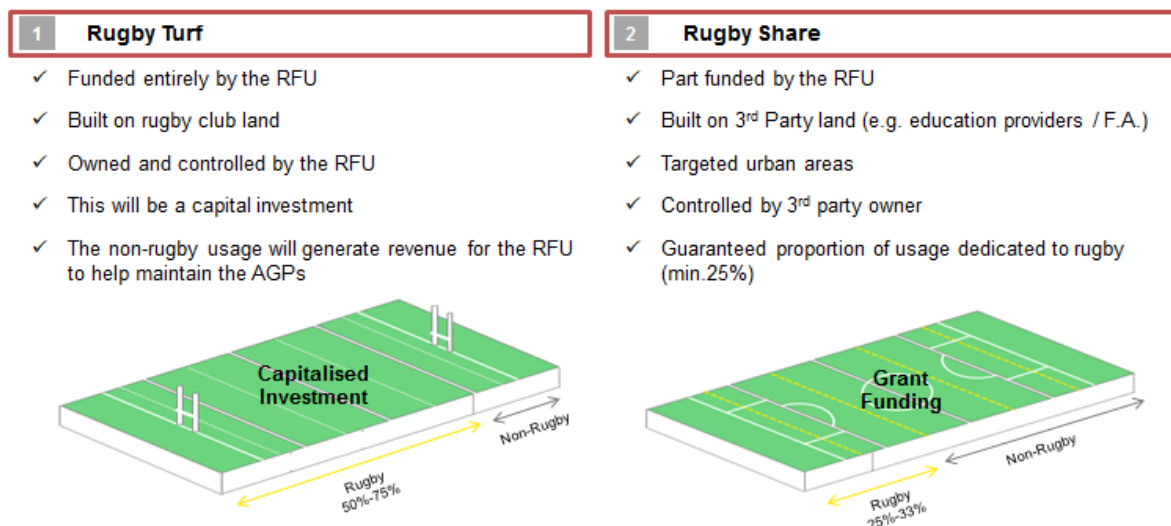 1 Rugby Turf
✓ Funded entirely by the RFU
✓ Built on rugby club land
✓ Owned and controlled by the RFU
✓ This will be a capital investment
✓ The non-rugby usage will generate revenue for the RFU
to help maintain the AGPs
Capitalised
Investment
Non-Rugby
Rugby
50%-75%
2 Rugby Share
✓ Part funded by the RFU
✓ Built on 3rd Party land (e.g. education providers / F.A.)
✓ Targeted urban areas
✓ Controlled by 3rd party owner
✓ Guaranteed proportion of usage dedicated to rugby
(min.25%)
Grant
Funding
Non-Rugby
Rugby
25%-33%